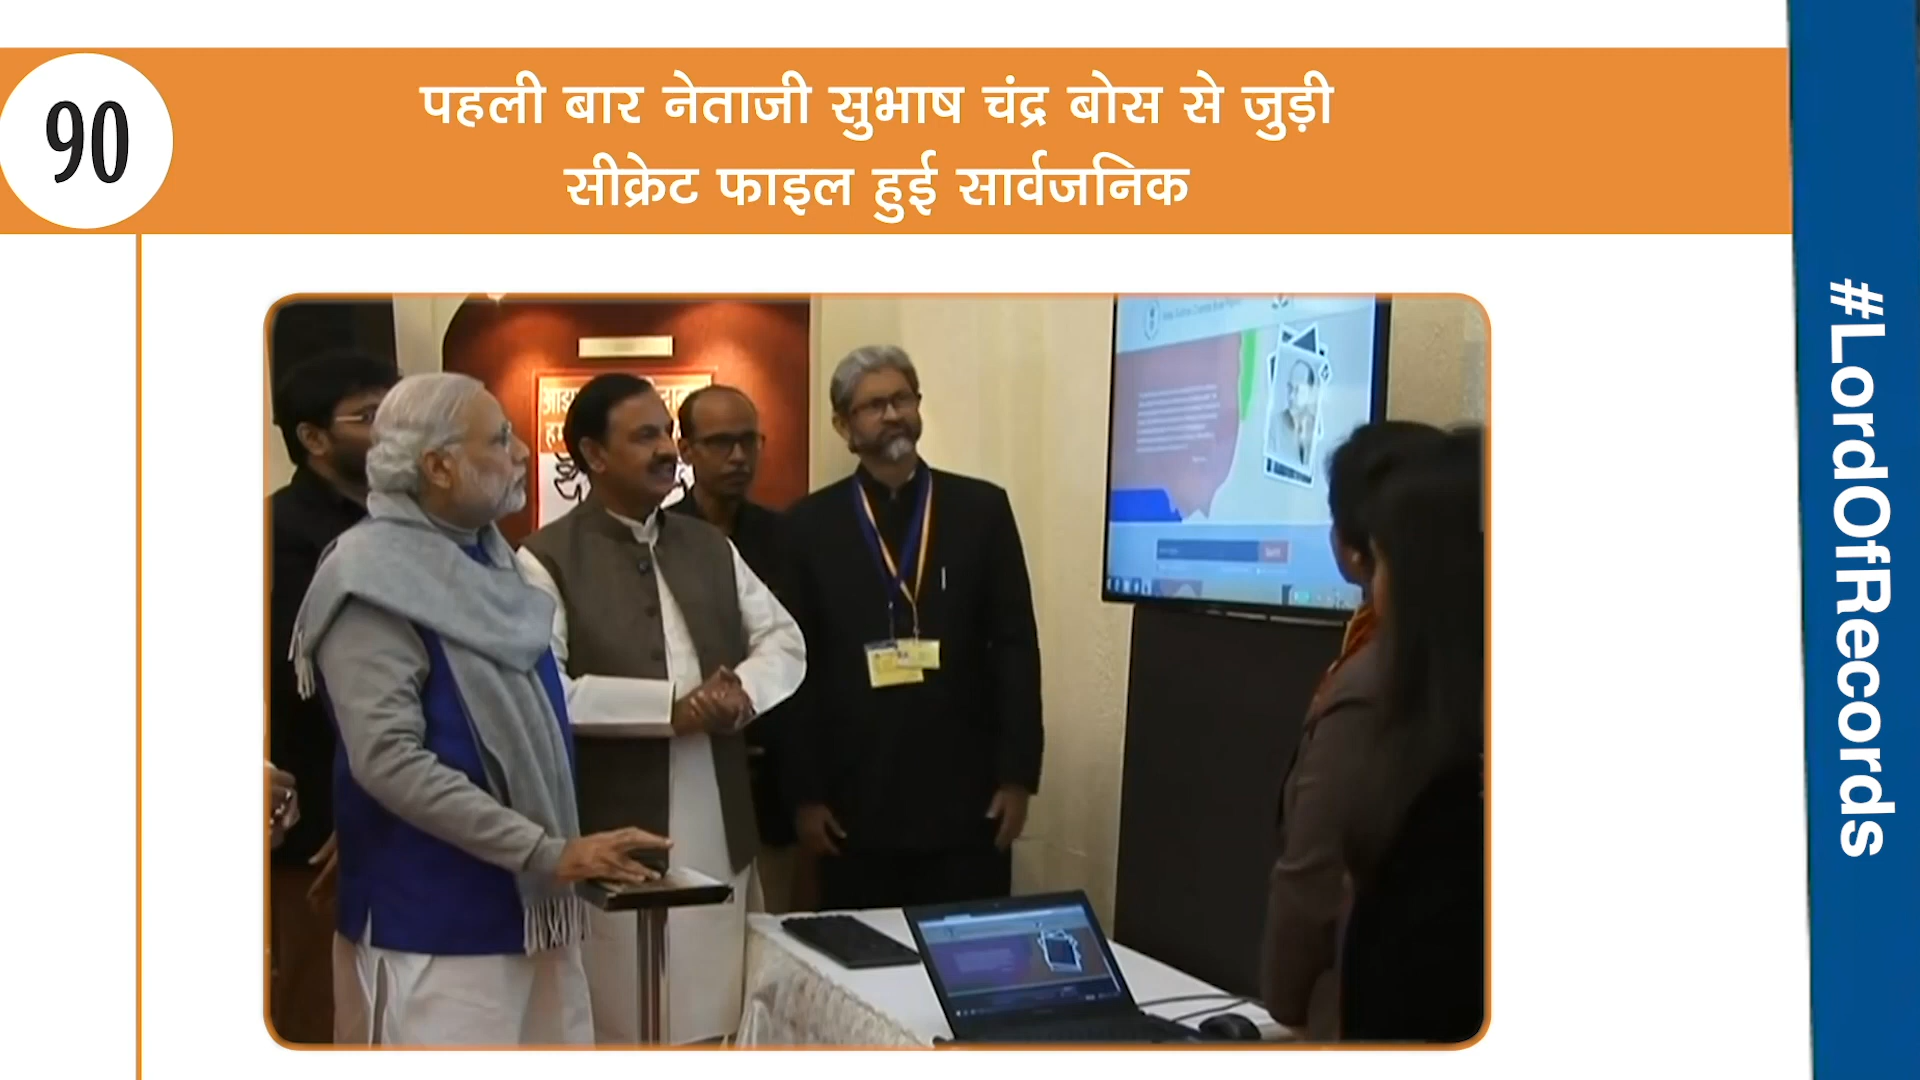 90
पहली बार नेताजी सुभाष चंद्र बोस से जुड़ी
सीक्रेट फाइल हुई सार्वजनिक
#LordOfRecords